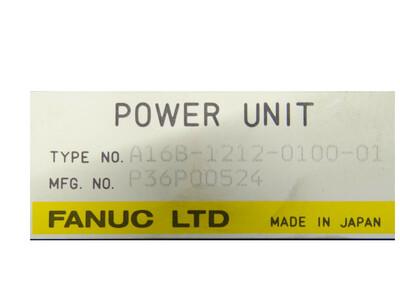 POWER UNIT
TYPE NO. A16B-1212-0100-01
MFG. NO. P36P00524
FANUC LTD MADE IN JAPAN